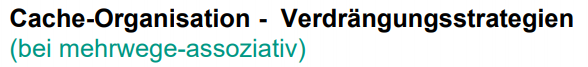 Cache-Organisation - Verdrängungsstrategien
(bei mehrwege-assoziativ)